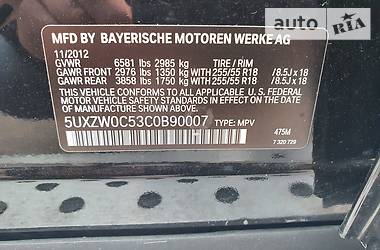 auto RIA
MFD BY BAYERISCHE MOTOREN WERKE AG
11/2012
GVWR 6581 lbs 2985 kg TIRE / RIM
GAWR FRONT 2976 lbs 1350 kg 255/55 R18 / 8.5J x 18
GAWR REAR 3858 lbs 1750 kg 255/55 R18 / 8.5J x 18
THIS VEHICLE CONFORMS TO ALL APPLICABLE U.S. FEDERAL
MOTOR VEHICLE SAFETY STANDARDS IN EFFECT ON THE
DATE OF MANUFACTURE SHOWN ABOVE.
5UXZW0C53C0B90007 TYPE: MPV
475M
7 320 729